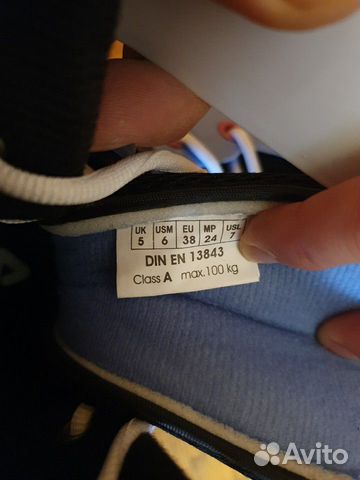 UK USM EU MP USL
5 6 38 24 7
DIN EN 13843
Class A max.100 kg
Avito